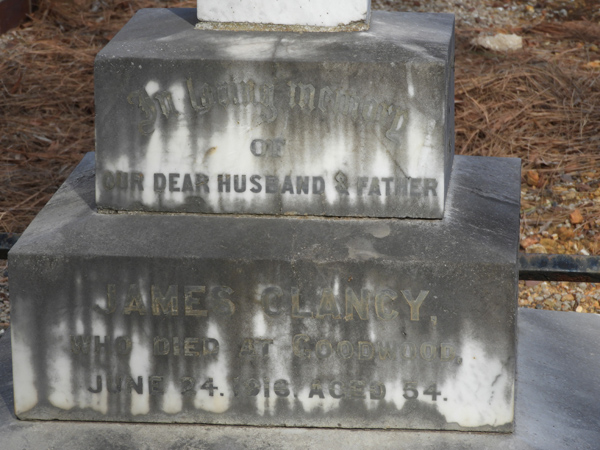 In loving memory
OF
OUR DEAR HUSBAND & FATHER
JAMES CLANCY,
WHO DIED AT GOODWOOD,
JUNE 24. 1916. AGED 54.